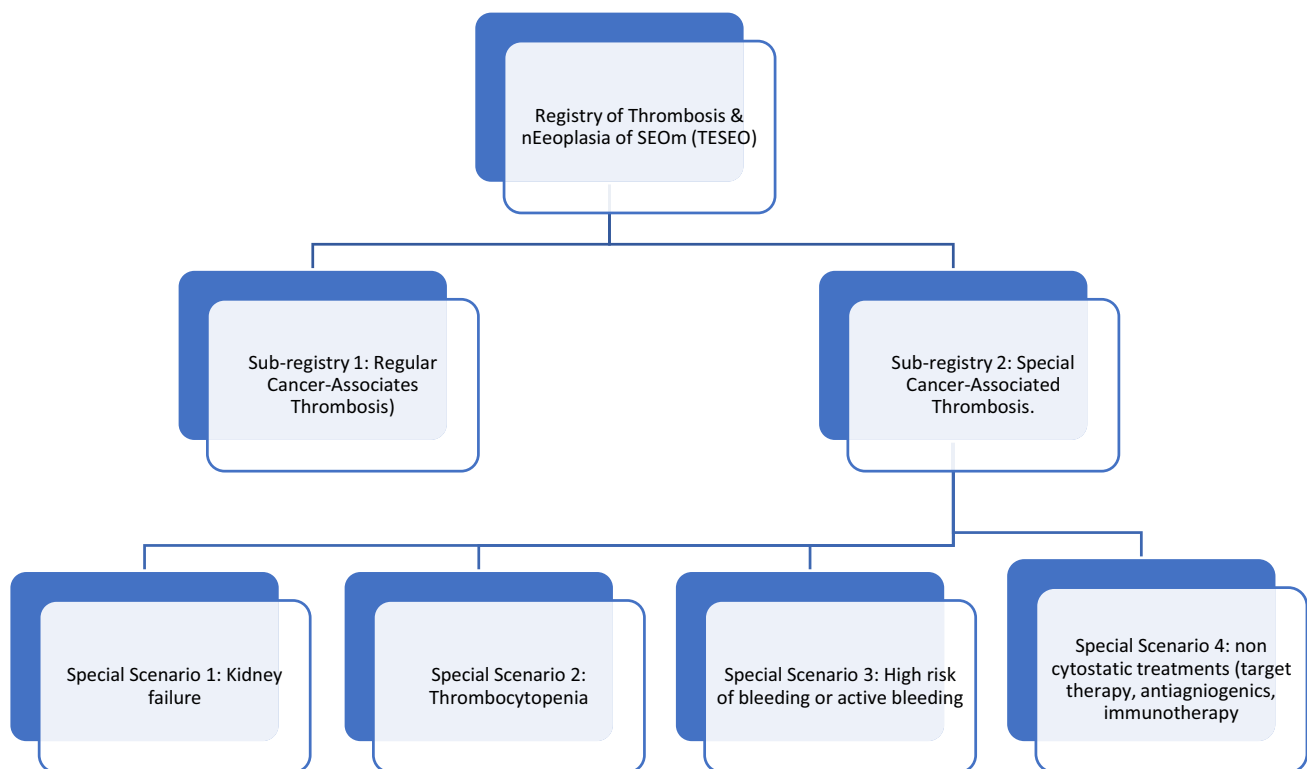 Registry of Thrombosis &
nEeoplasia of SEOm (TESEO)
Sub-registry 1: Regular
Cancer-Associates
Thrombosis)
Sub-registry 2: Special
Cancer-Associated
Thrombosis.
Special Scenario 1: Kidney
failure
Special Scenario 2:
Thrombocytopenia
Special Scenario 3: High risk
of bleeding or active bleeding
Special Scenario 4: non
cytostatic treatments (target
therapy, antiagniogenics,
immunotherapy